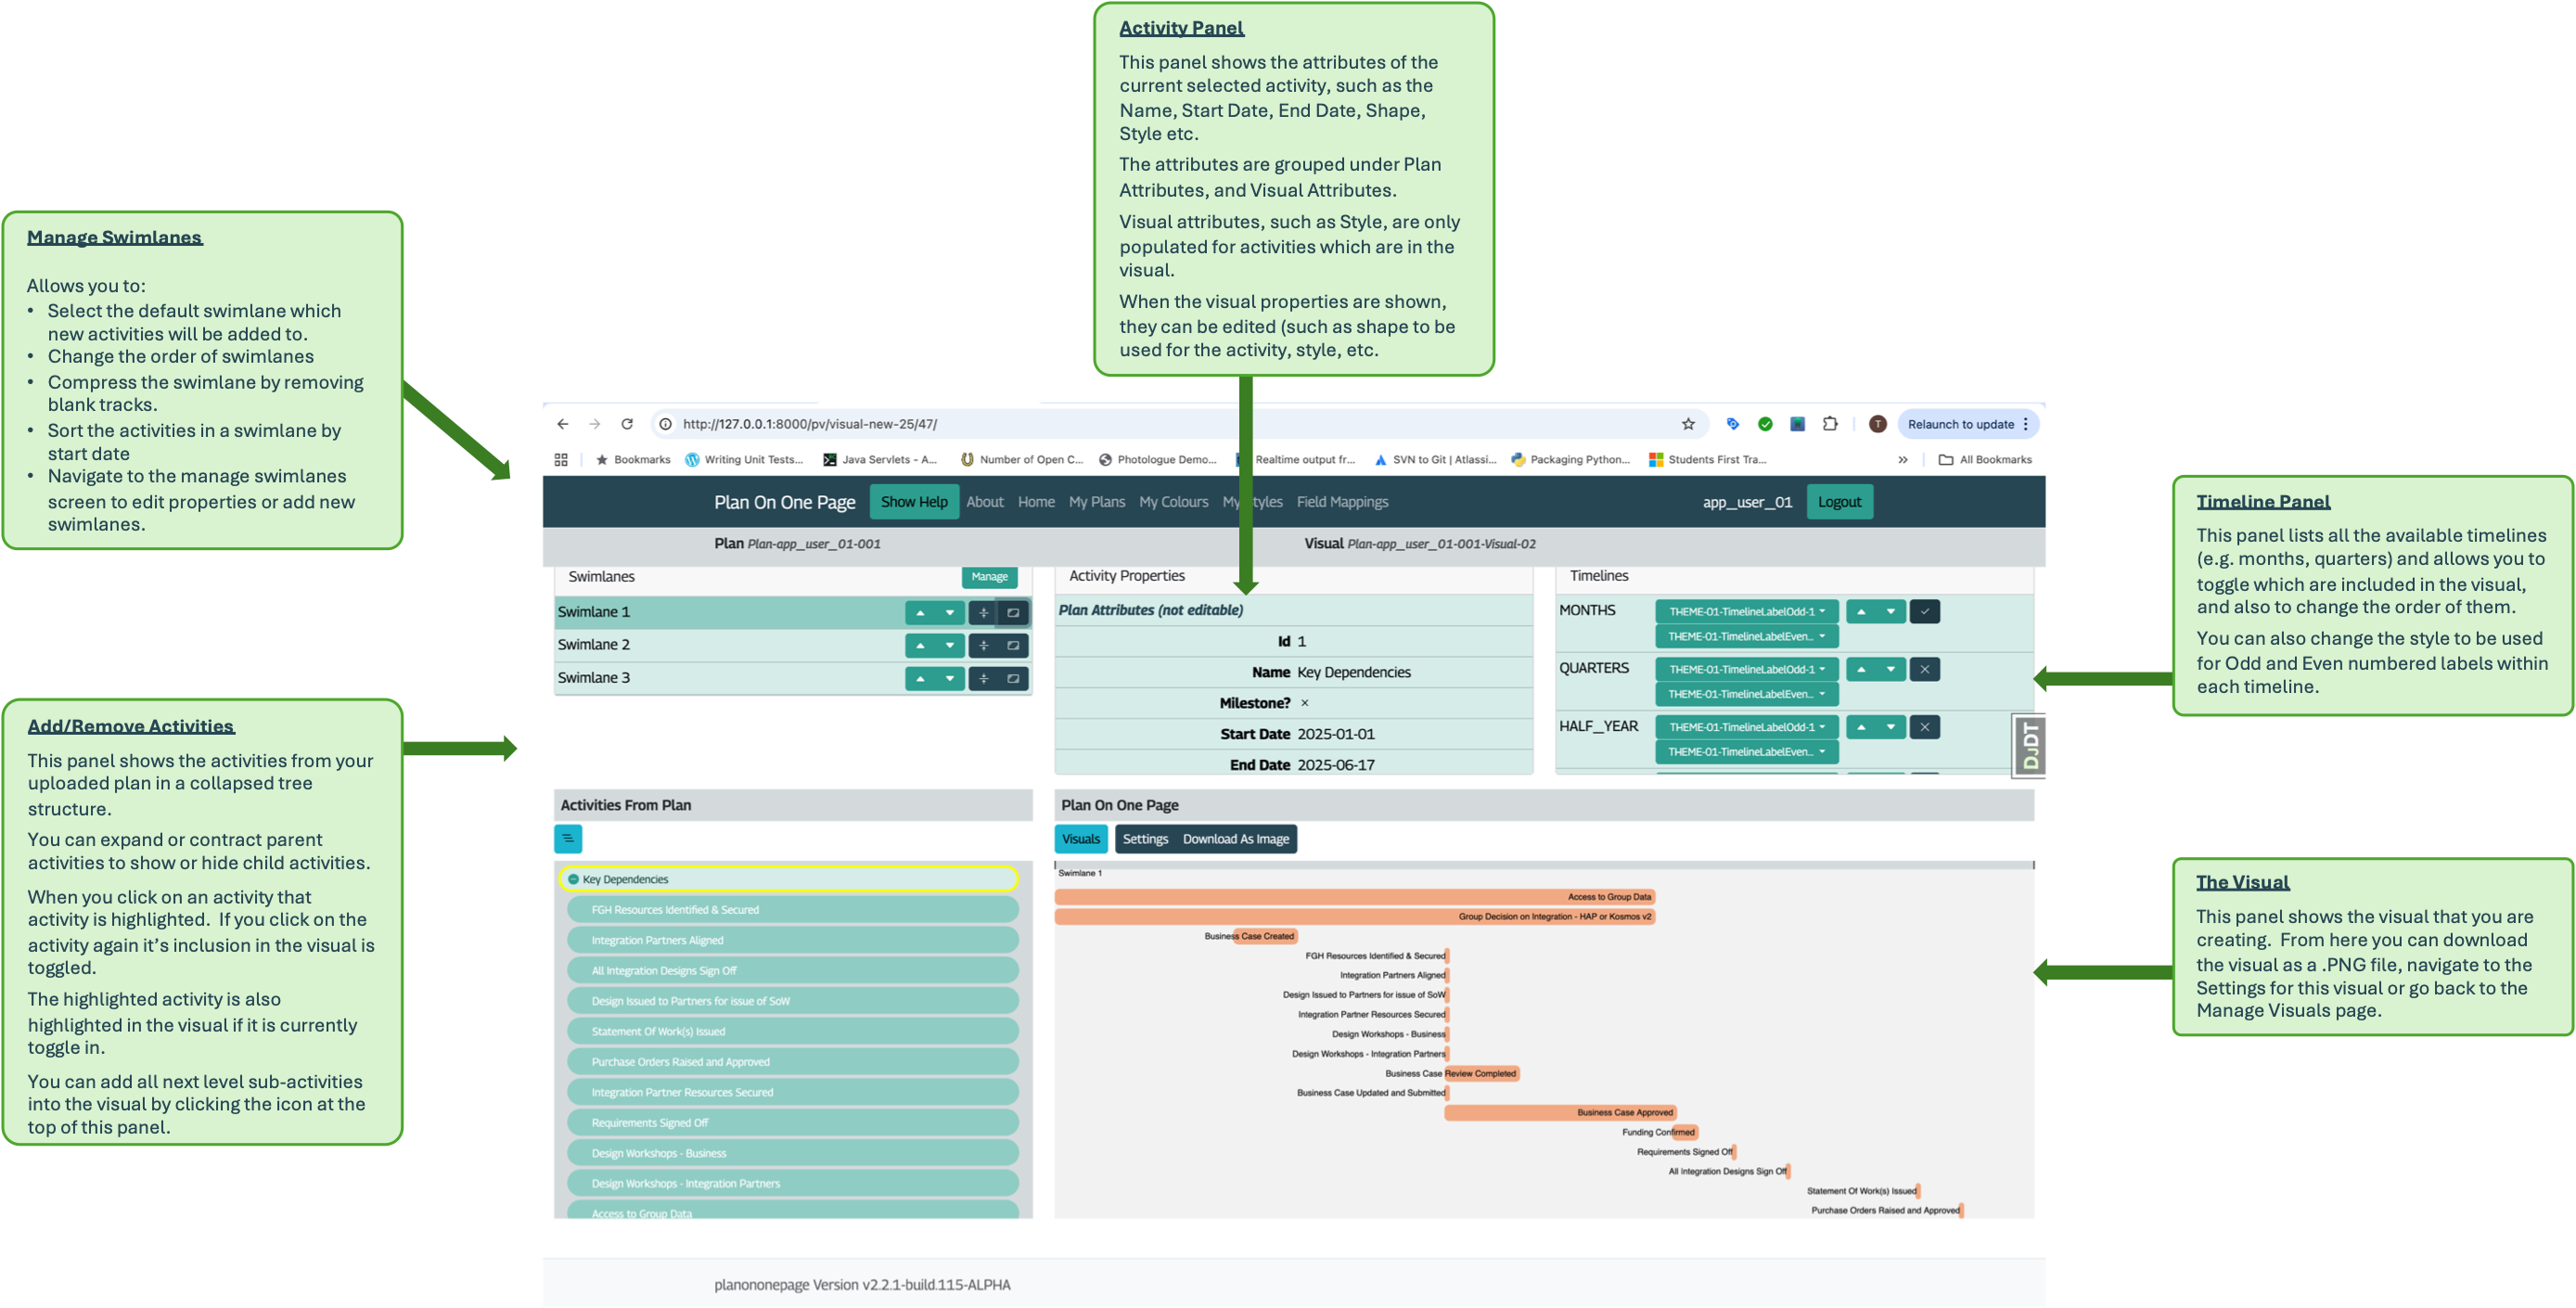 Activity Panel
This panel shows the attributes of the
current selected activity, such as the
Name, Start Date, End Date, Shape,
Style etc.
The attributes are grouped under Plan
Attributes, and Visual Attributes.
Visual attributes, such as Style, are only
populated for activities which are in the
visual.
When the visual properties are shown,
they can be edited (such as shape to be
used for the activity, style, etc.
Manage Swimlanes
Allows you to:
• Select the default swimlane which
new activities will be added to.
• Change the order of swimlanes
• Compress the swimlane by removing
blank tracks.
• Sort the activities in a swimlane by
start date
• Navigate to the manage swimlanes
screen to edit properties or add new
swimlanes.
Add/Remove Activities
This panel shows the activities from your
uploaded plan in a collapsed tree
structure.
You can expand or contract parent
activities to show or hide child activities.
When you click on an activity that
activity is highlighted. If you click on the
activity again it's inclusion in the visual is
toggled.
The highlighted activity is also
highlighted in the visual if it is currently
toggle in.
You can add all next level sub-activities
into the visual by clicking the icon at the
top of this panel.
http://127.0.0.1:8000/pv/visual-new-25/47/
T
Relaunch to update
Bookmarks
Writing Unit Tests...
Java Servlets - A...
Number of Open C...
Photologue Demo...
Realtime output fr...
SVN to Git | Atlassi...
Packaging Python...
Students First Tra...
»
All Bookmarks
Plan On One Page
Show Help
About
Home
My Plans
My Colours
My tyles
Field Mappings
app_user_01
Logout
Plan Plan-app_user_01-001
Visual Plan-app_user_01-001-Visual-02
Swimlanes
Manage
Swimlane 1
Swimlane 2
Swimlane 3
Activity Properties
Plan Attributes (not editable)
Id 1
Name Key Dependencies
Milestone? ×
Start Date 2025-01-01
End Date 2025-06-17
Timelines
MONTHS
THEME-01-TimelineLabelOdd-1
THEME-01-TimelineLabelEven...
QUARTERS
THEME-01-TimelineLabelOdd-1
THEME-01-TimelineLabelEven...
HALF_YEAR
THEME-01-TimelineLabelOdd-1
THEME-01-TimelineLabelEven...
DJDT
Activities From Plan
Key Dependencies
FGH Resources Identified & Secured
Integration Partners Aligned
All Integration Designs Sign Off
Design Issued to Partners for issue of SoW
Statement Of Work(s) Issued
Purchase Orders Raised and Approved
Integration Partner Resources Secured
Requirements Signed Off
Design Workshops - Business
Design Workshops - Integration Partners
Access to Group Data
Plan On One Page
Visuals
Settings
Download As Image
Swimlane 1
Access to Group Data
Group Decision on Integration - HAP or Kosmos v2
Business Case Created
FGH Resources Identified & Secured
Integration Partners Aligned
Design Issued to Partners for issue of SoW
Integration Partner Resources Secured
Design Workshops - Business
Design Workshops - Integration Partners
Business Case Review Completed
Business Case Updated and Submitted
Business Case Approved
Funding Confirmed
Requirements Signed Off
All Integration Designs Sign Off
Statement Of Work(s) Issued
Purchase Orders Raised and Approved
planononepage Version v2.2.1-build.115-ALPHA
Timeline Panel
This panel lists all the available timelines
(e.g. months, quarters) and allows you to
toggle which are included in the visual,
and also to change the order of them.
You can also change the style to be used
for Odd and Even numbered labels within
each timeline.
The Visual
This panel shows the visual that you are
creating. From here you can download
the visual as a .PNG file, navigate to the
Settings for this visual or go back to the
Manage Visuals page.